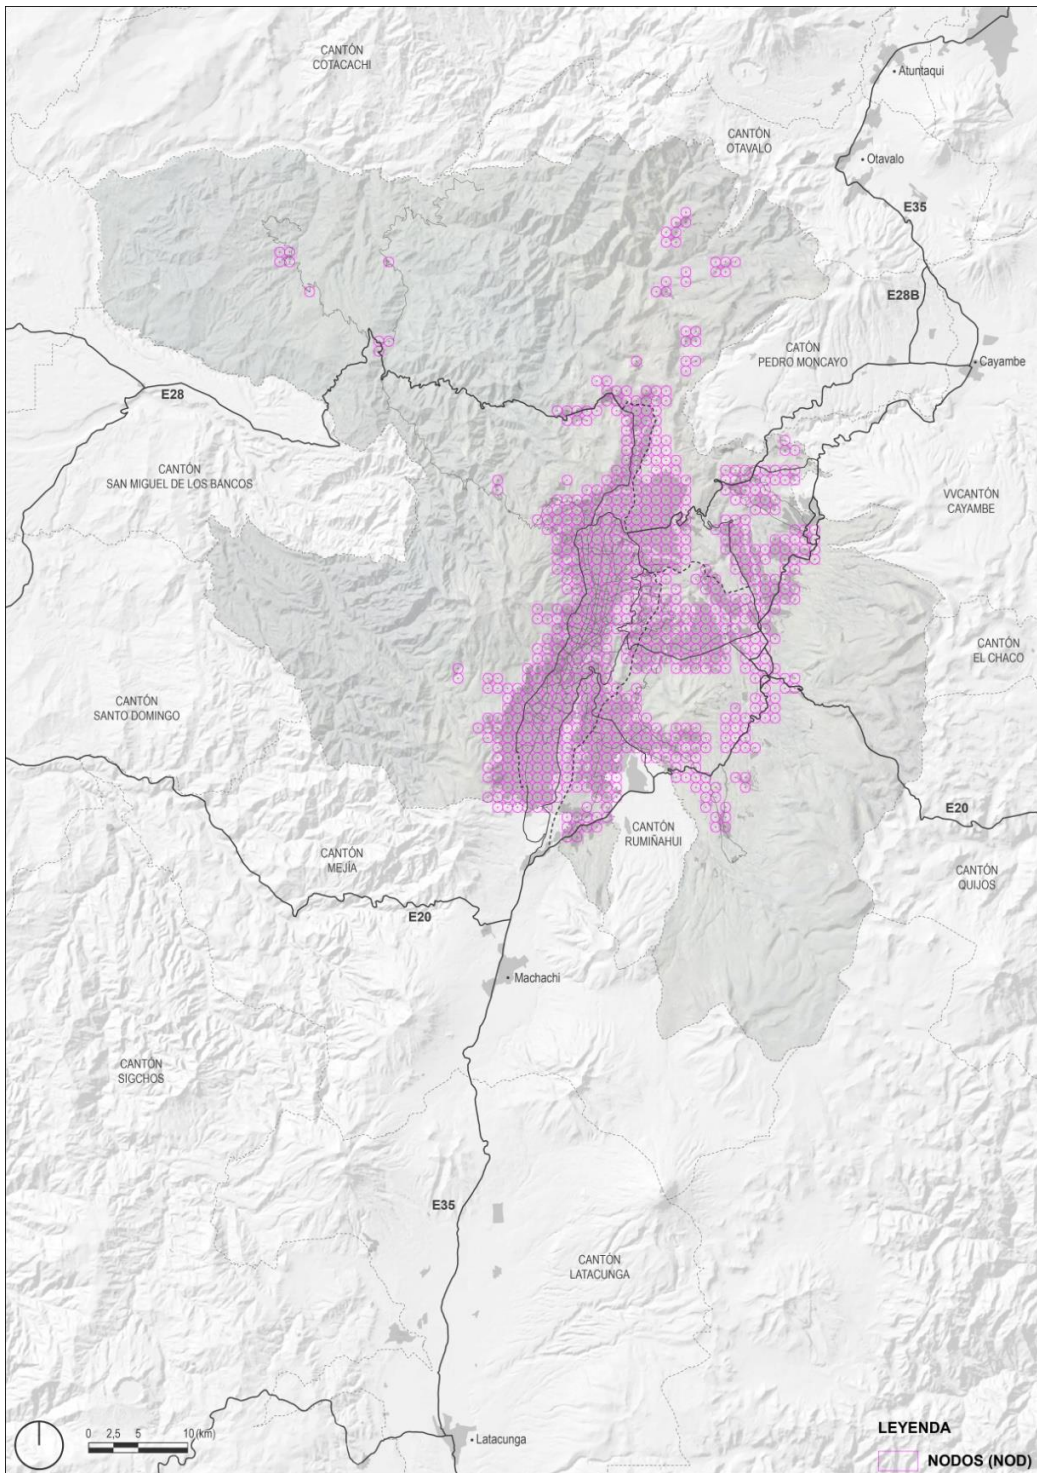 CANTÓN
COTACACHI
Atuntaqui
CANTÓN
OTAVALO
Otavalo
E35
E28B
CATÓN
PEDRO MONCAYO
Cayambe
E28
CANTÓN
SAN MIGUEL DE LOS BANCOS
VVCANTÓN
CAYAMBE
CANTÓN
EL CHACO
CANTÓN
SANTO DOMINGO
E20
CANTÓN
RUMIÑAHUI
CANTÓN
MEJÍA
CANTÓN
QUIJOS
E20
Machachi
CANTÓN
SIGCHOS
E35
CANTÓN
LATACUNGA
LEYENDA
0 2,5 5 10 (km)
Latacunga
NODOS (NOD)